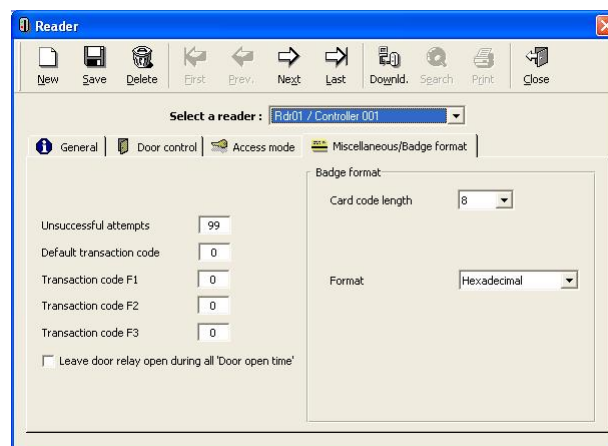 Reader
New Save Delete First Prev. Next Last Downld. Search Print Close
Select a reader : Rdr01 / Controller 001
General Door control Access mode Miscellaneous/Badge format
Badge format
Card code length 8
Unsuccessful attempts 99
Default transaction code 0
Transaction code F1 0
Format Hexadecimal
Transaction code F2 0
Transaction code F3 0
Leave door relay open during all 'Door open time'